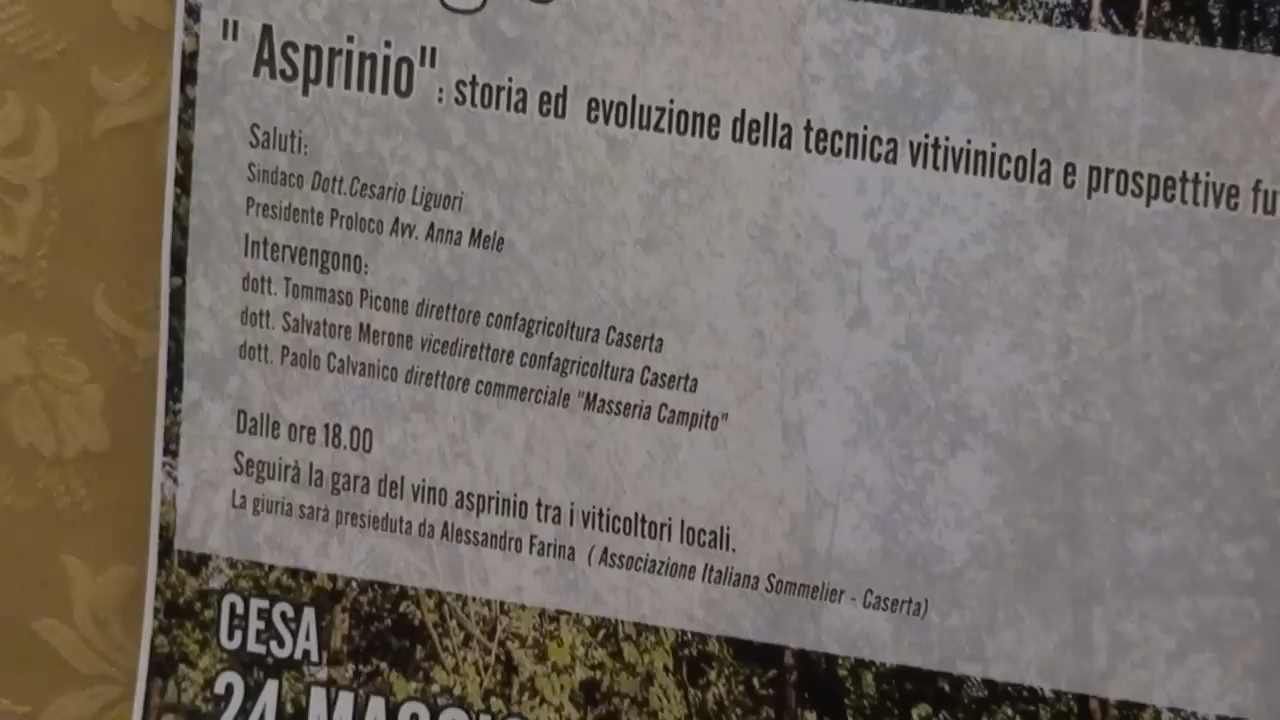 " Asprinio": storia ed evoluzione della tecnica vitivinicola e prospettive fu
Saluti:
Sindaco Dott.Cesario Liguori
Presidente Proloco Avv. Anna Mele
Intervengono:
dott. Tommaso Picone direttore confagricoltura Caserta
dott. Salvatore Merone vicedirettore confagricoltura Caserta
dott. Paolo Calvanico direttore commerciale "Masseria Campito"
Dalle ore 18.00
Seguirà la gara del vino asprinio tra i viticoltori locali.
La giuria sarà presieduta da Alessandro Farina ( Associazione Italiana Sommelier - Caserta)
CESA
24 MAGGIO